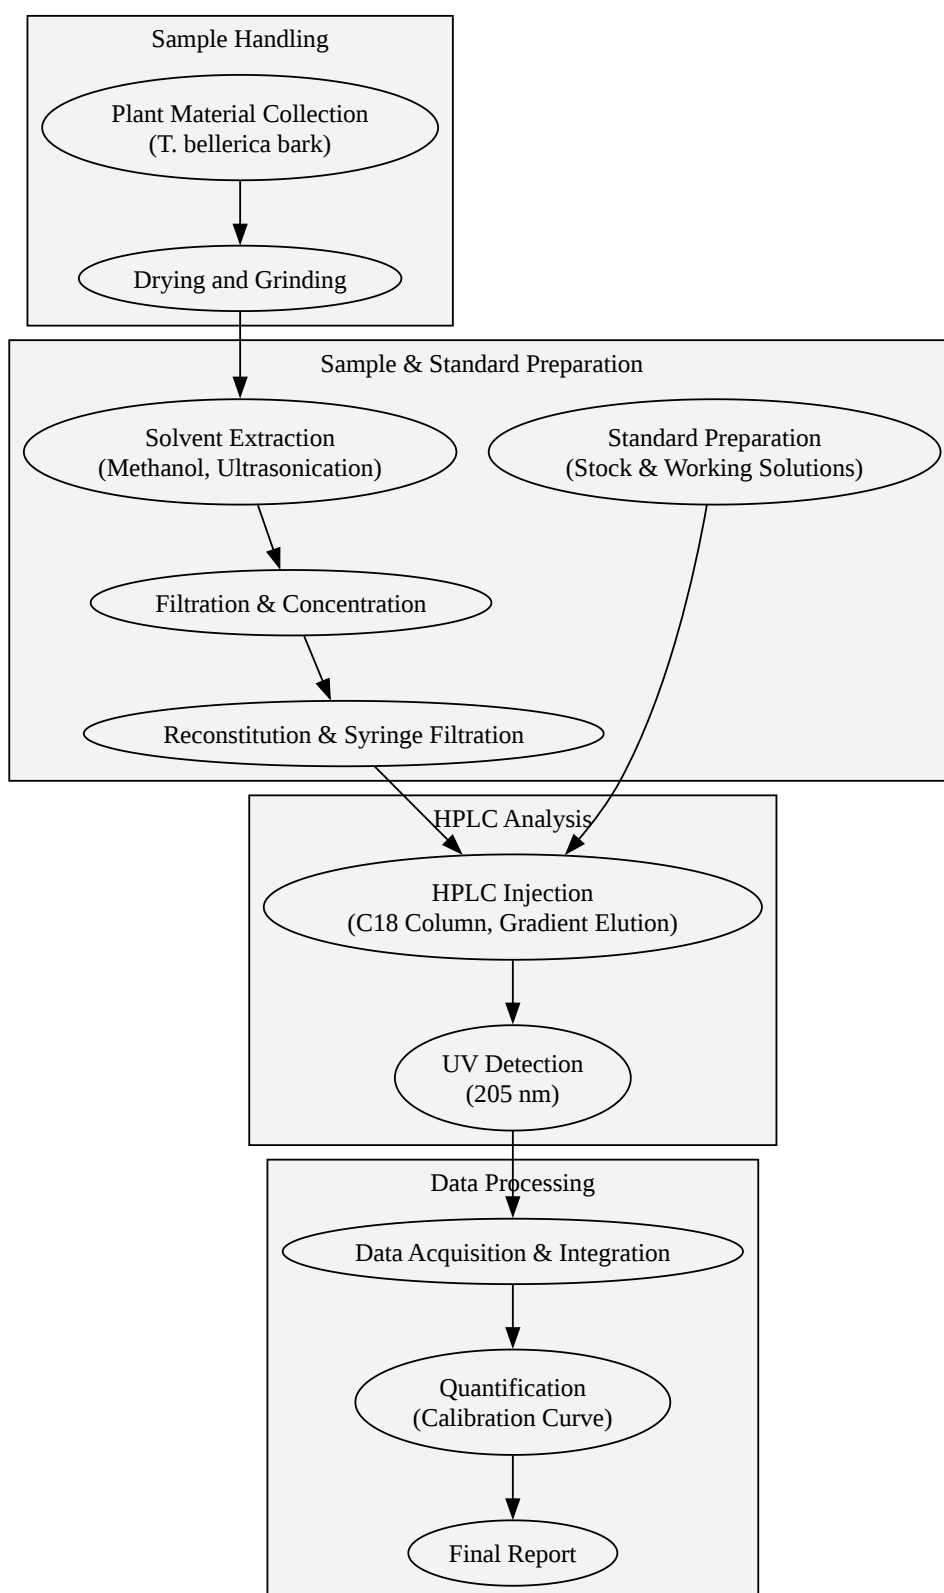 Sample Handling
Plant Material Collection
(T. bellerica bark)
Drying and Grinding
Sample & Standard Preparation
Solvent Extraction
(Methanol, Ultrasonication)
Standard Preparation
(Stock & Working Solutions)
Filtration & Concentration
Reconstitution & Syringe Filtration
HPLC Analysis
HPLC Injection
(C18 Column, Gradient Elution)
UV Detection
(205 nm)
Data Processing
Data Acquisition & Integration
Quantification
(Calibration Curve)
Final Report